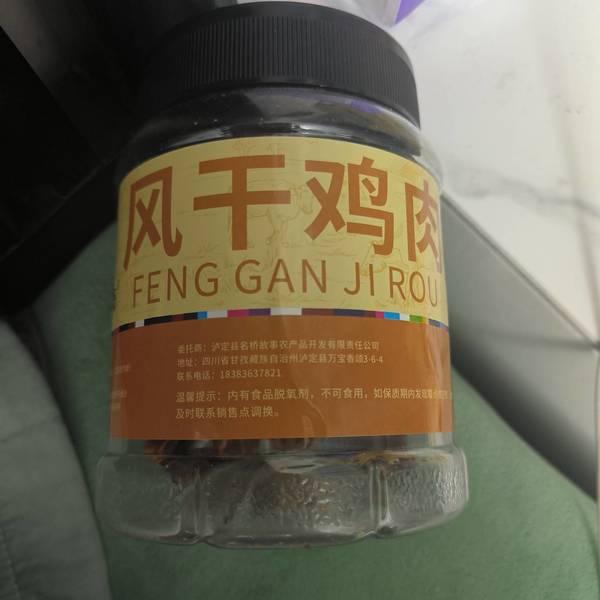 风干鸡肉
FENG GAN JI ROU
委托商：泸定县名桥故事农产品开发有限责任公司
地址：四川省甘孜藏族自治州泸定县万宝香颂3-6-4
联系电话：18383637821
温馨提示：内有食品脱氧剂，不可食用，如保质期内发现
及时联系销售点调换。